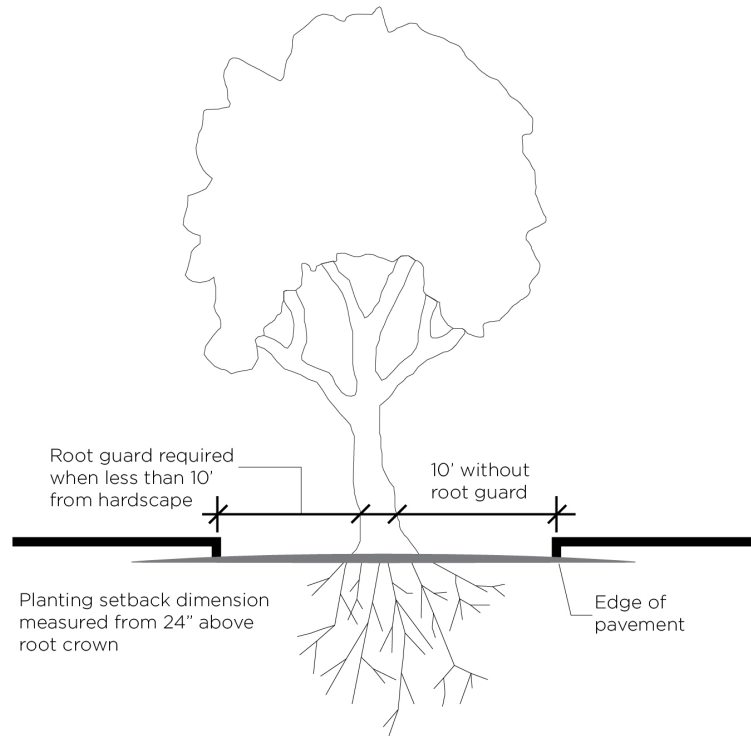 Root guard required
when less than 10'
from hardscape
10' without
root guard
Planting setback dimension
measured from 24" above
root crown
Edge of
pavement